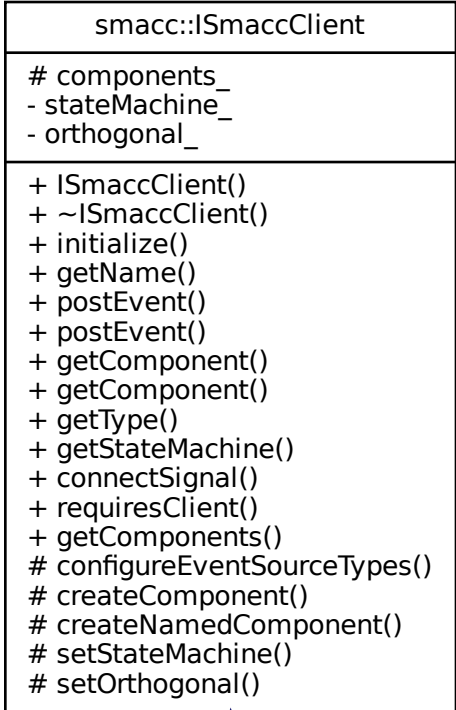 smacc::ISmaccClient
# components_
- stateMachine_
- orthogonal_
+ ISmaccClient()
+ ~ISmaccClient()
+ initialize()
+ getName()
+ postEvent()
+ postEvent()
+ getComponent()
+ getComponent()
+ getType()
+ getStateMachine()
+ connectSignal()
+ requiresClient()
+ getComponents()
# configureEventSourceTypes()
# createComponent()
# createNamedComponent()
# setStateMachine()
# setOrthogonal()